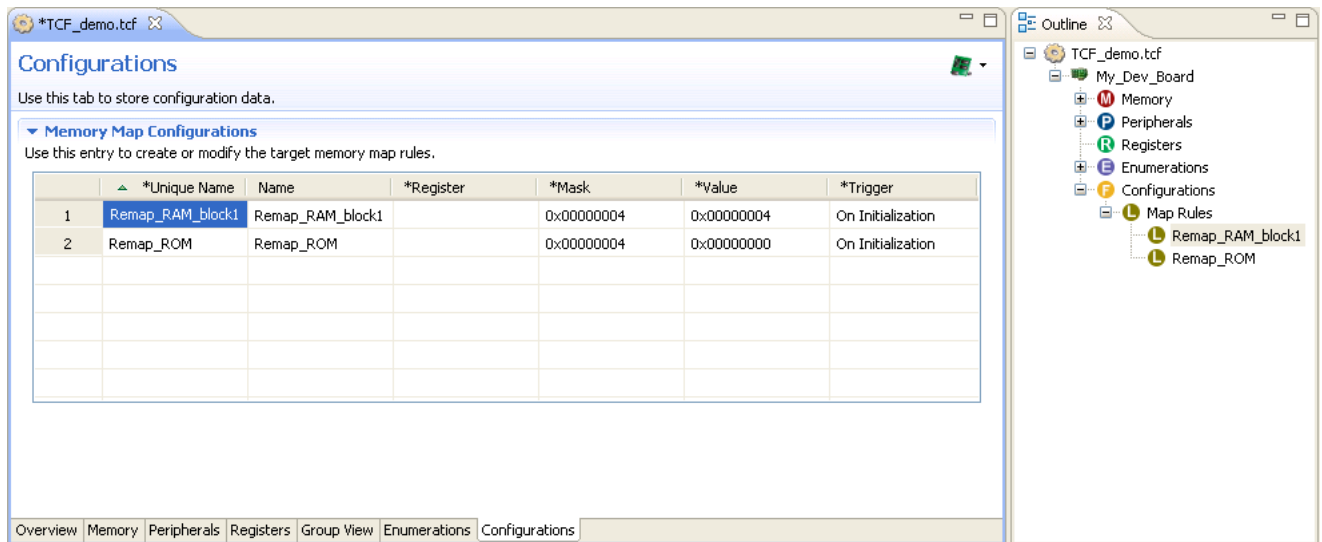 *TCF_demo.tcf
Configurations
Use this tab to store configuration data.
Memory Map Configurations
Use this entry to create or modify the target memory map rules.
*Unique Name Name *Register *Mask *Value *Trigger
1 Remap_RAM_block1 Remap_RAM_block1 0x00000004 0x00000004 On Initialization
2 Remap_ROM Remap_ROM 0x00000004 0x00000000 On Initialization
Overview Memory Peripherals Registers Group View Enumerations Configurations
Outline
TCF_demo.tcf
My_Dev_Board
M Memory
P Peripherals
R Registers
E Enumerations
F Configurations
L Map Rules
L Remap_RAM_block1
L Remap_ROM